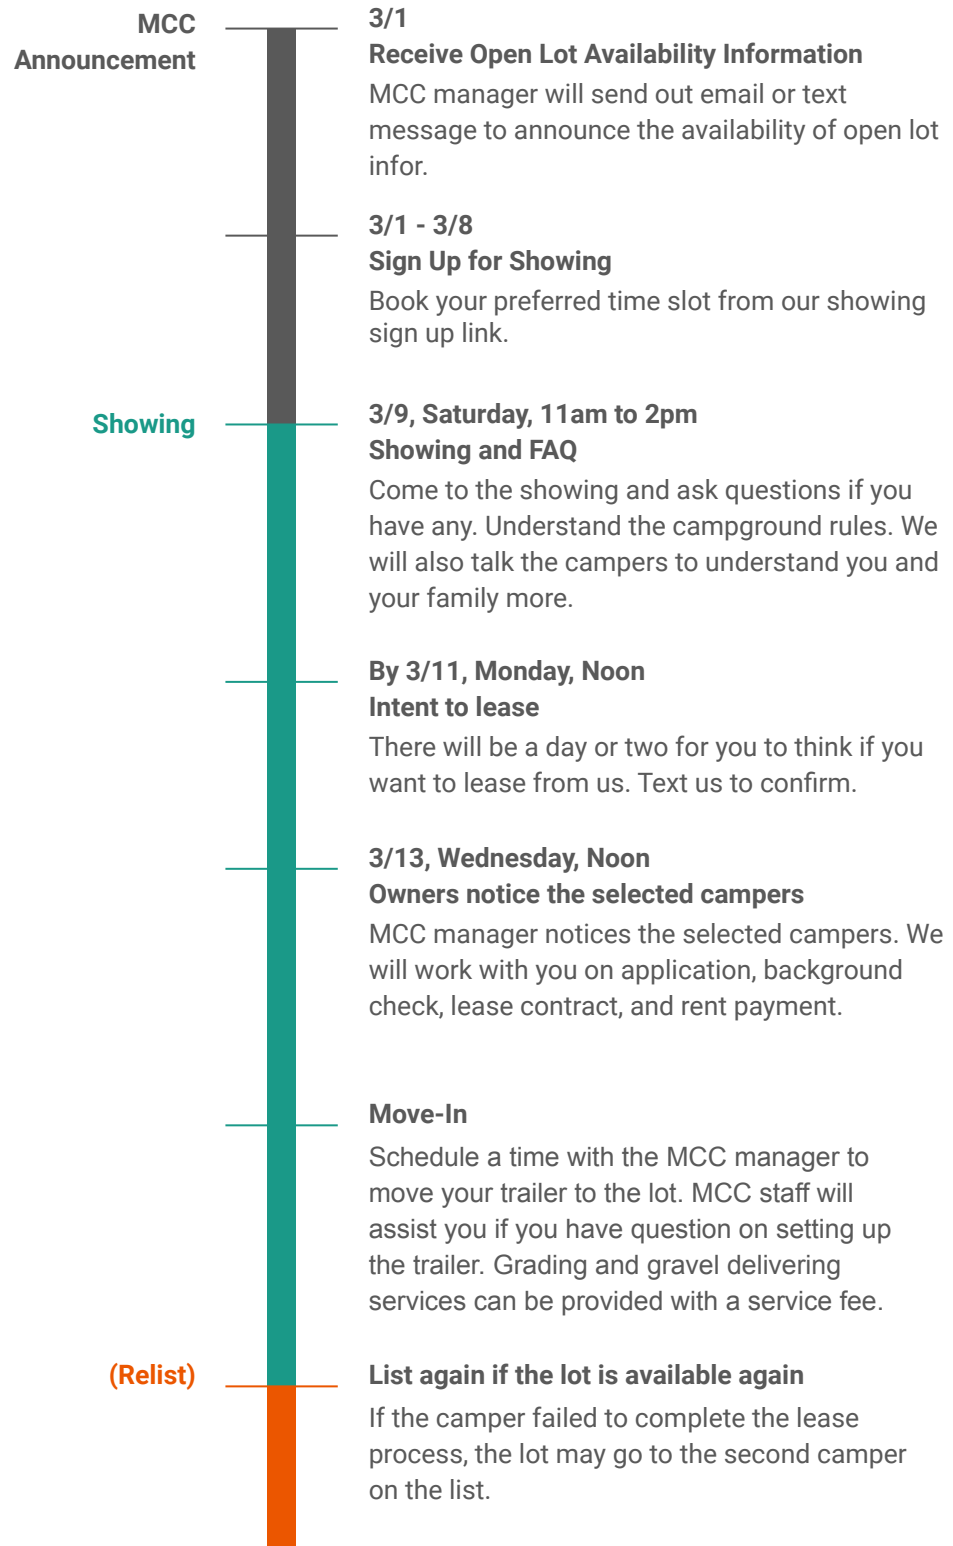 MCC
Announcement
3/1
Receive Open Lot Availability Information
MCC manager will send out email or text
message to announce the availability of open lot
infor.
3/1 - 3/8
Sign Up for Showing
Book your preferred time slot from our showing
sign up link.
Showing
3/9, Saturday, 11am to 2pm
Showing and FAQ
Come to the showing and ask questions if you
have any. Understand the campground rules. We
will also talk the campers to understand you and
your family more.
By 3/11, Monday, Noon
Intent to lease
There will be a day or two for you to think if you
want to lease from us. Text us to confirm.
3/13, Wednesday, Noon
Owners notice the selected campers
MCC manager notices the selected campers. We
will work with you on application, background
check, lease contract, and rent payment.
Move-In
Schedule a time with the MCC manager to
move your trailer to the lot. MCC staff will
assist you if you have question on setting up
the trailer. Grading and gravel delivering
services can be provided with a service fee.
(Relist)
List again if the lot is available again
If the camper failed to complete the lease
process, the lot may go to the second camper
on the list.